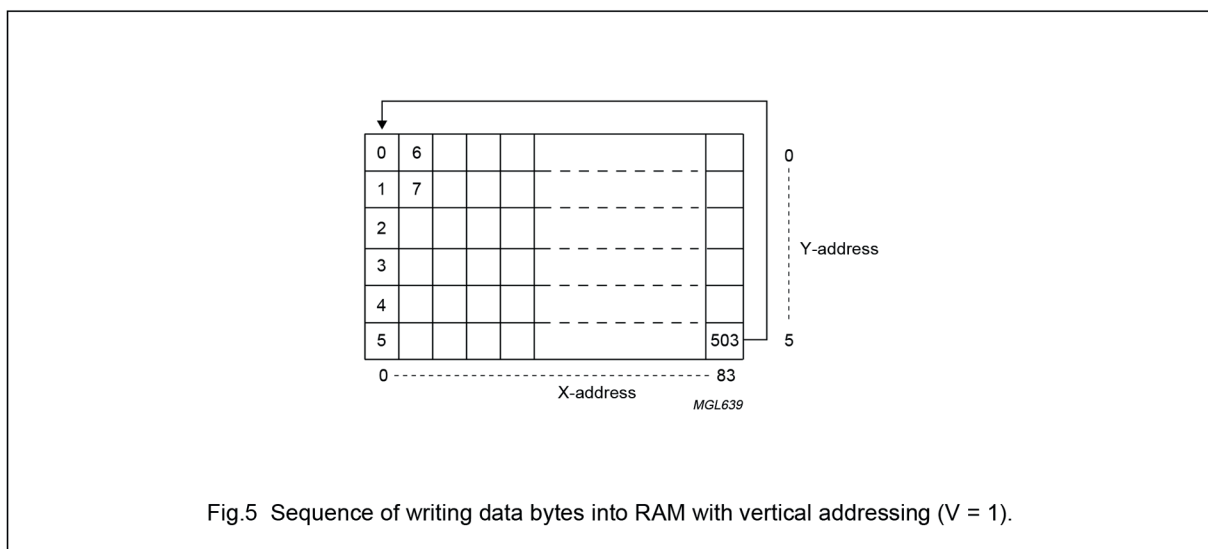 0 6 0
1 7
2
Y-address
3
4
5 503 5
0 83
X-address
MGL639
Fig.5 Sequence of writing data bytes into RAM with vertical addressing (V = 1).